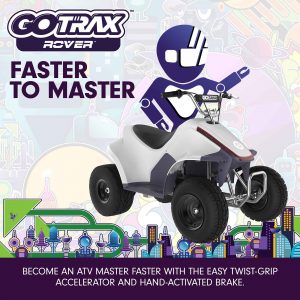 GOTRAX
ROVER™
FASTER
TO MASTER
BECOME AN ATV MASTER FASTER WITH THE EASY TWIST-GRIP
ACCELERATOR AND HAND-ACTIVATED BRAKE.